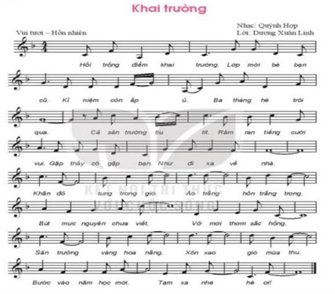 Khai trường
Nhạc: Quỳnh Hợp
Vui tươi – Hồn nhiên
Lời: Dương Xuân Linh
Hồi trống điểm khai trường. Lớp mới bè bạn
cũ. Kỉ niệm còn ấp ủ. Ba tháng hè trôi
qua. Cả sân trường tíu tít. Râm ran tiếng cười
vui. Gặp thầy cô gặp bạn. Như đi xa về nhà.
Khăn đỏ tung trong gió. Áo trắng hồn trắng trong.
Bút mực nguyên chưa viết. Vở mới thơm sắc hồng.
Sân trường vàng hoa nắng. Xôn xao gió mùa thu.
Bước vào năm học mới. Tạm xa nhé hè ơi!